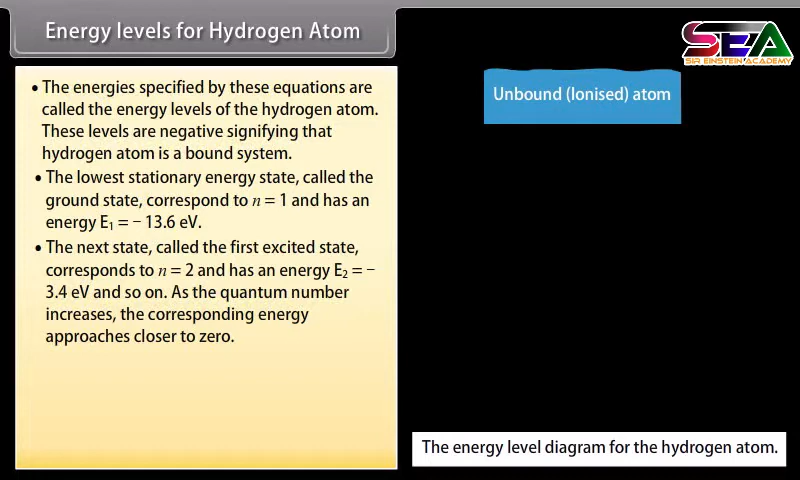 Energy levels for Hydrogen Atom
SEA
SIR EINSTEIN ACADEMY
• The energies specified by these equations are
called the energy levels of the hydrogen atom.
These levels are negative signifying that
hydrogen atom is a bound system.
• The lowest stationary energy state, called the
ground state, correspond to n = 1 and has an
energy E₁ = − 13.6 eV.
• The next state, called the first excited state,
corresponds to n = 2 and has an energy E₂ = −
3.4 eV and so on. As the quantum number
increases, the corresponding energy
approaches closer to zero.
Unbound (Ionised) atom
The energy level diagram for the hydrogen atom.